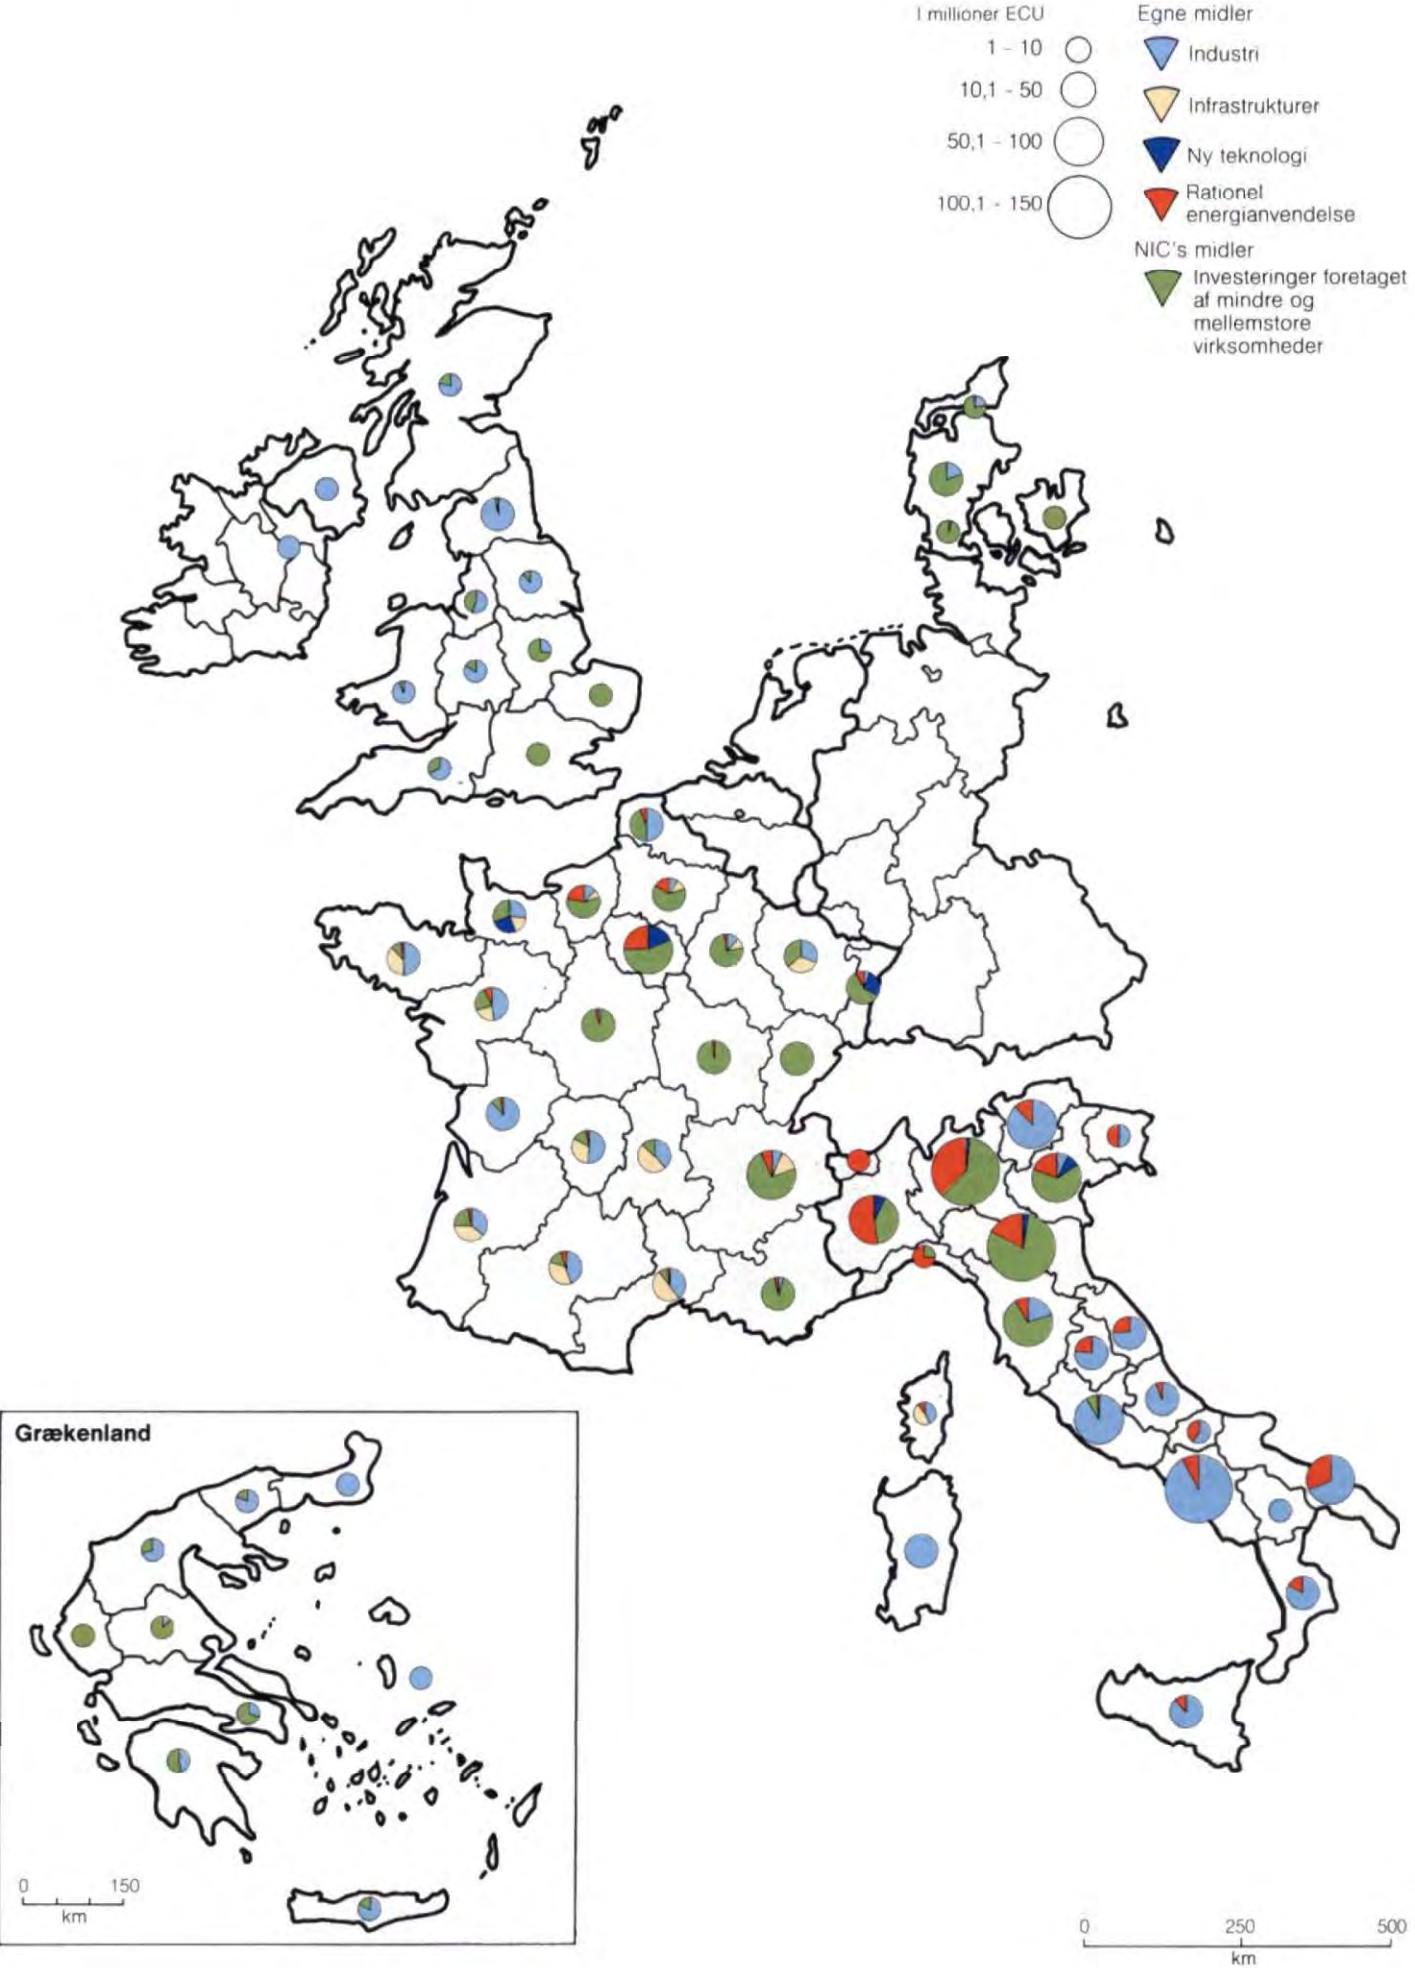 I millioner ECU
1 - 10
10,1 - 50
50,1 - 100
100,1 - 150
Egne midler
Industri
Infrastrukturer
Ny teknologi
Rationel
energianvendelse
NIC's midler
Investeringer foretaget
af mindre og
mellemstore
virksomheder
Grækenland
0 150
km
0 250 500
km